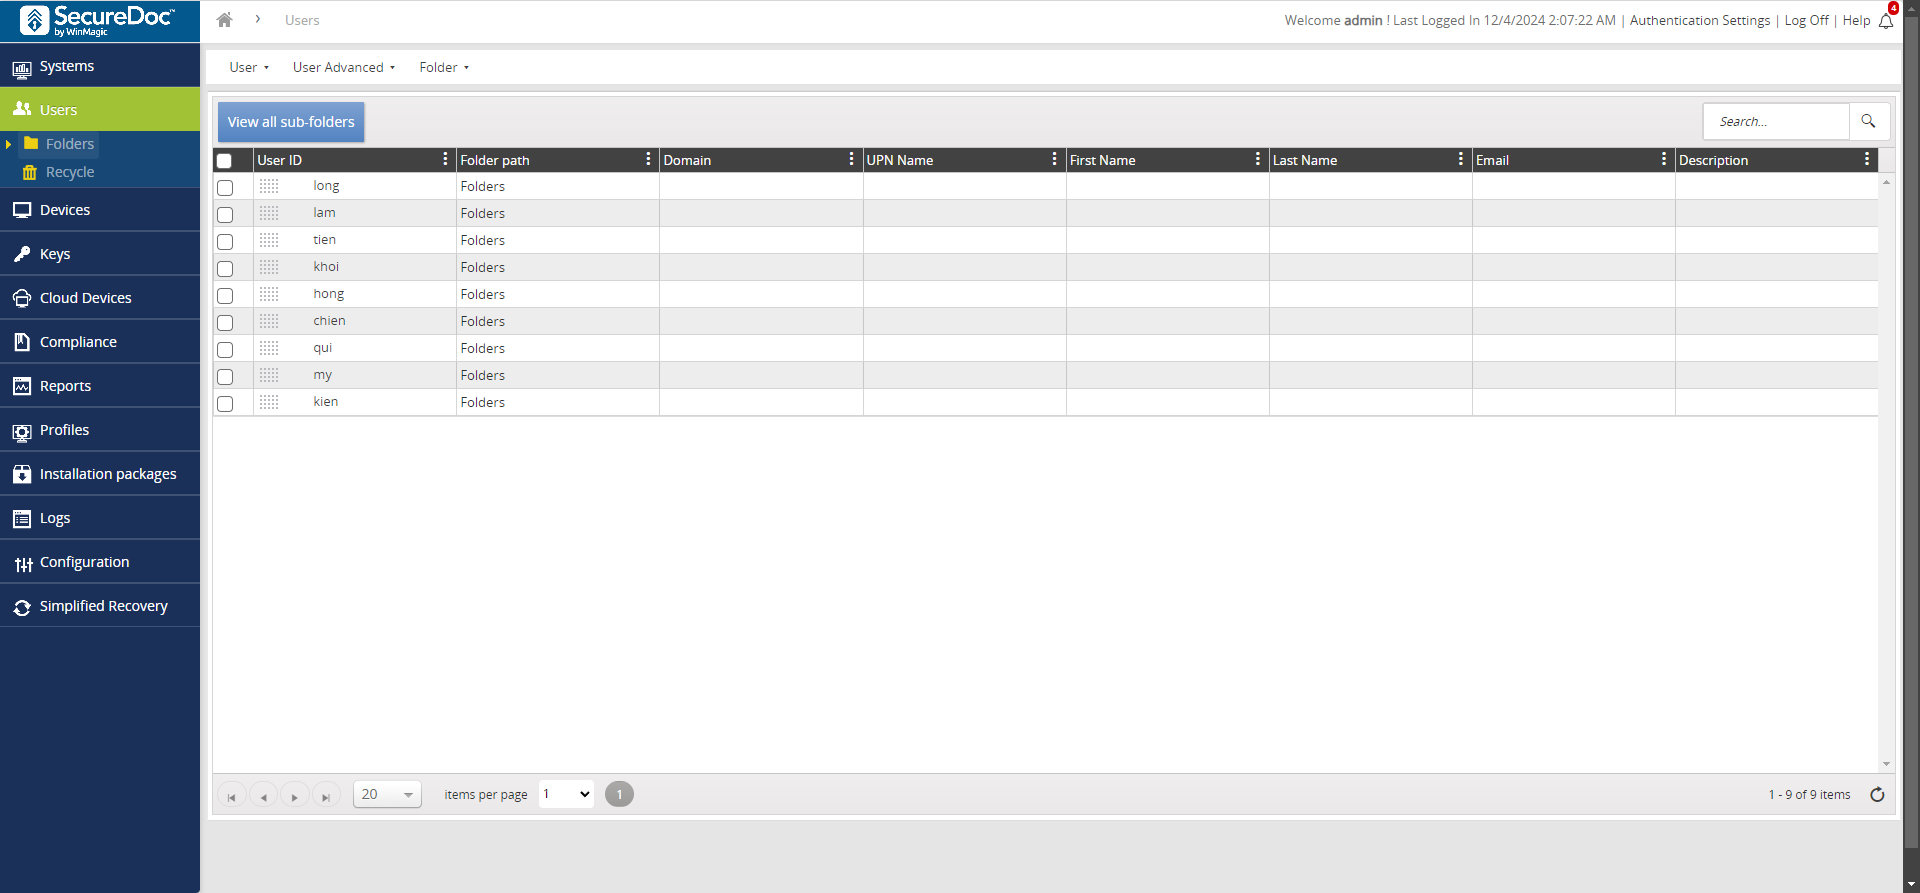 SecureDoc™
by WinMagic
Users
Welcome admin ! Last Logged In 12/4/2024 2:07:22 AM | Authentication Settings | Log Off | Help
4
Systems
Users
Folders
Recycle
Devices
Keys
Cloud Devices
Compliance
Reports
Profiles
Installation packages
Logs
Configuration
Simplified Recovery
User User Advanced Folder
View all sub-folders
Search...
User ID Folder path Domain UPN Name First Name Last Name Email Description
long Folders
lam Folders
tien Folders
khoi Folders
hong Folders
chien Folders
qui Folders
my Folders
kien Folders
20 items per page 1 1
1 - 9 of 9 items